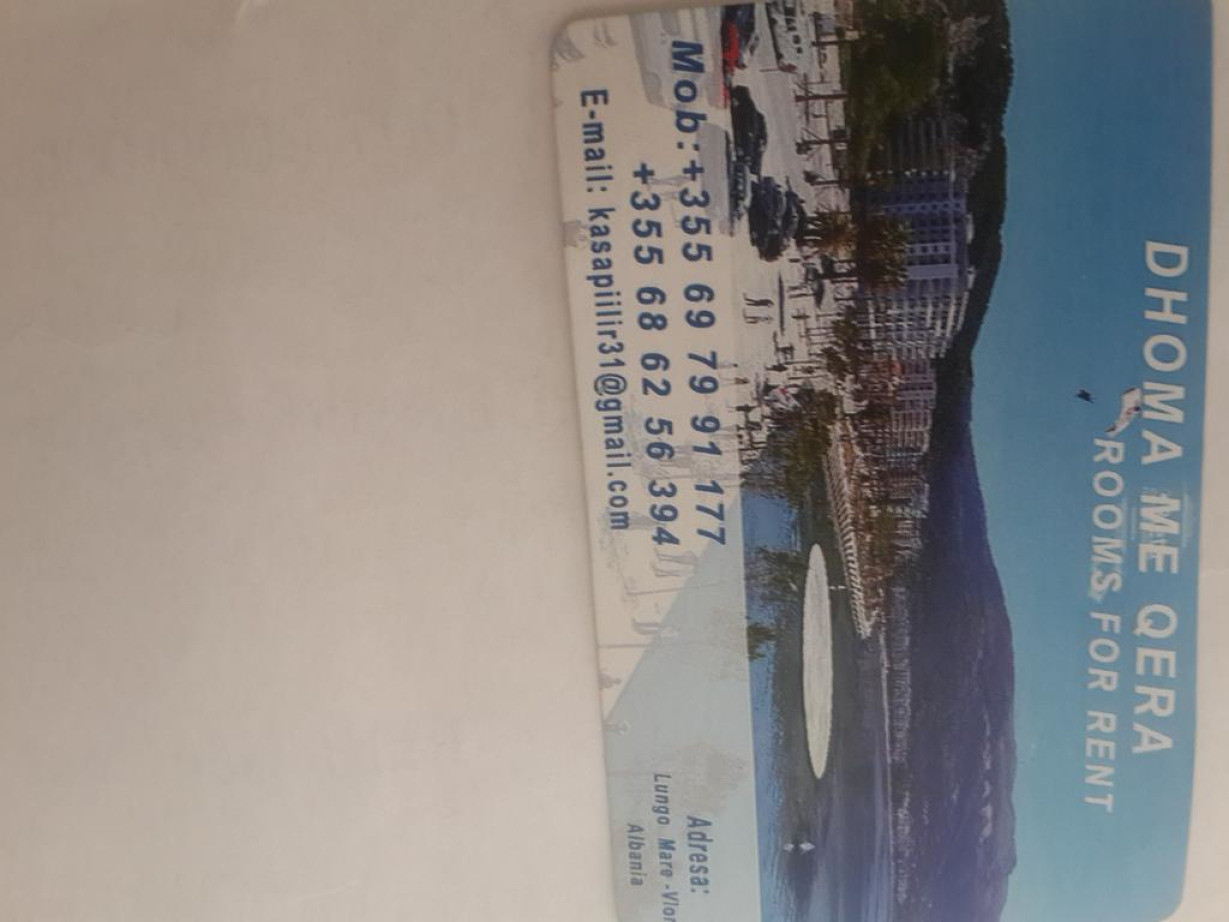 DHOMA ME QERA
ROOMS FOR RENT
Mob:+355 69 79 91 177
+355 68 62 56 394
E-mail: kasapiilir31@gmail.com
Adresa:
Lungo Mare -Vlor
Albania